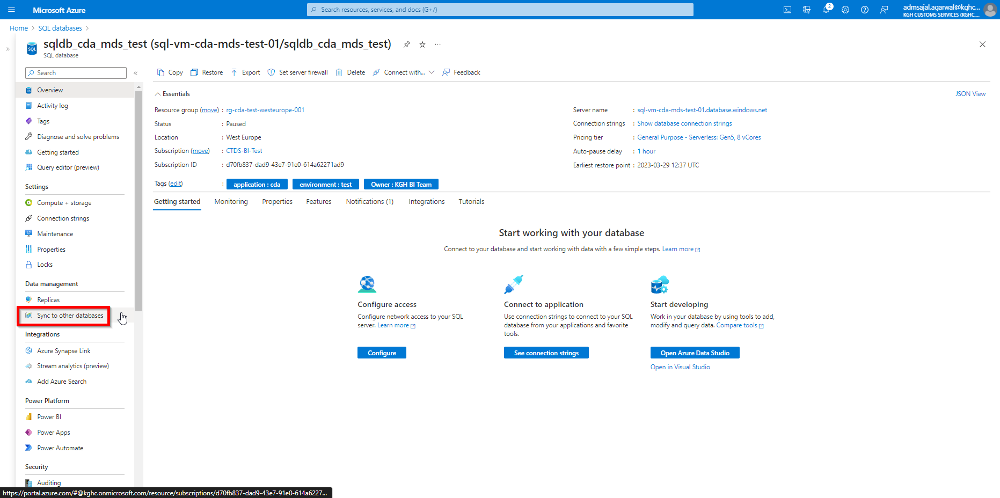 Microsoft Azure
Search resources, services, and docs (G+/)
2
admsajal.agarwal@kghc...
KGH CUSTOMS SERVICES (KGHC....
Home > SQL databases >
sqldb_cda_mds_test (sql-vm-cda-mds-test-01/sqldb_cda_mds_test)
SQL
SQL database
Search
Overview
Activity log
Tags
Diagnose and solve problems
Getting started
Query editor (preview)
Settings
Compute + storage
Connection strings
Maintenance
Properties
Locks
Data management
Replicas
Sync to other databases
Integrations
Azure Synapse Link
Stream analytics (preview)
Add Azure Search
Power Platform
Power BI
Power Apps
Power Automate
Security
Auditing
Copy Restore Export Set server firewall Delete Connect with... Feedback
Essentials
JSON View
Resource group (move) : rg-cda-test-westeurope-001
Status : Paused
Location : West Europe
Subscription (move) : CTDS-BI-Test
Subscription ID : d70fb837-dad9-43e7-91e0-614a62271ad9
Server name : sql-vm-cda-mds-test-01.database.windows.net
Connection strings : Show database connection strings
Pricing tier : General Purpose - Serverless: Gen5, 8 vCores
Auto-pause delay : 1 hour
Earliest restore point : 2023-03-29 12:37 UTC
Tags (edit) : application : cda environment : test Owner : KGH BI Team
Getting started Monitoring Properties Features Notifications (1) Integrations Tutorials
Start working with your database
Connect to your database and start working with data with a few simple steps. Learn more
Configure access
Configure network access to your SQL
server. Learn more
Configure
Connect to application
Use connection strings to connect to your SQL
database from your applications and favorite
tools.
See connection strings
Start developing
Work in your database by using tools to add,
modify and query data. Compare tools
Open Azure Data Studio
Open in Visual Studio
https://portal.azure.com/#@kghc.onmicrosoft.com/resource/subscriptions/d70fb837-dad9-43e7-91e0-614a6227...